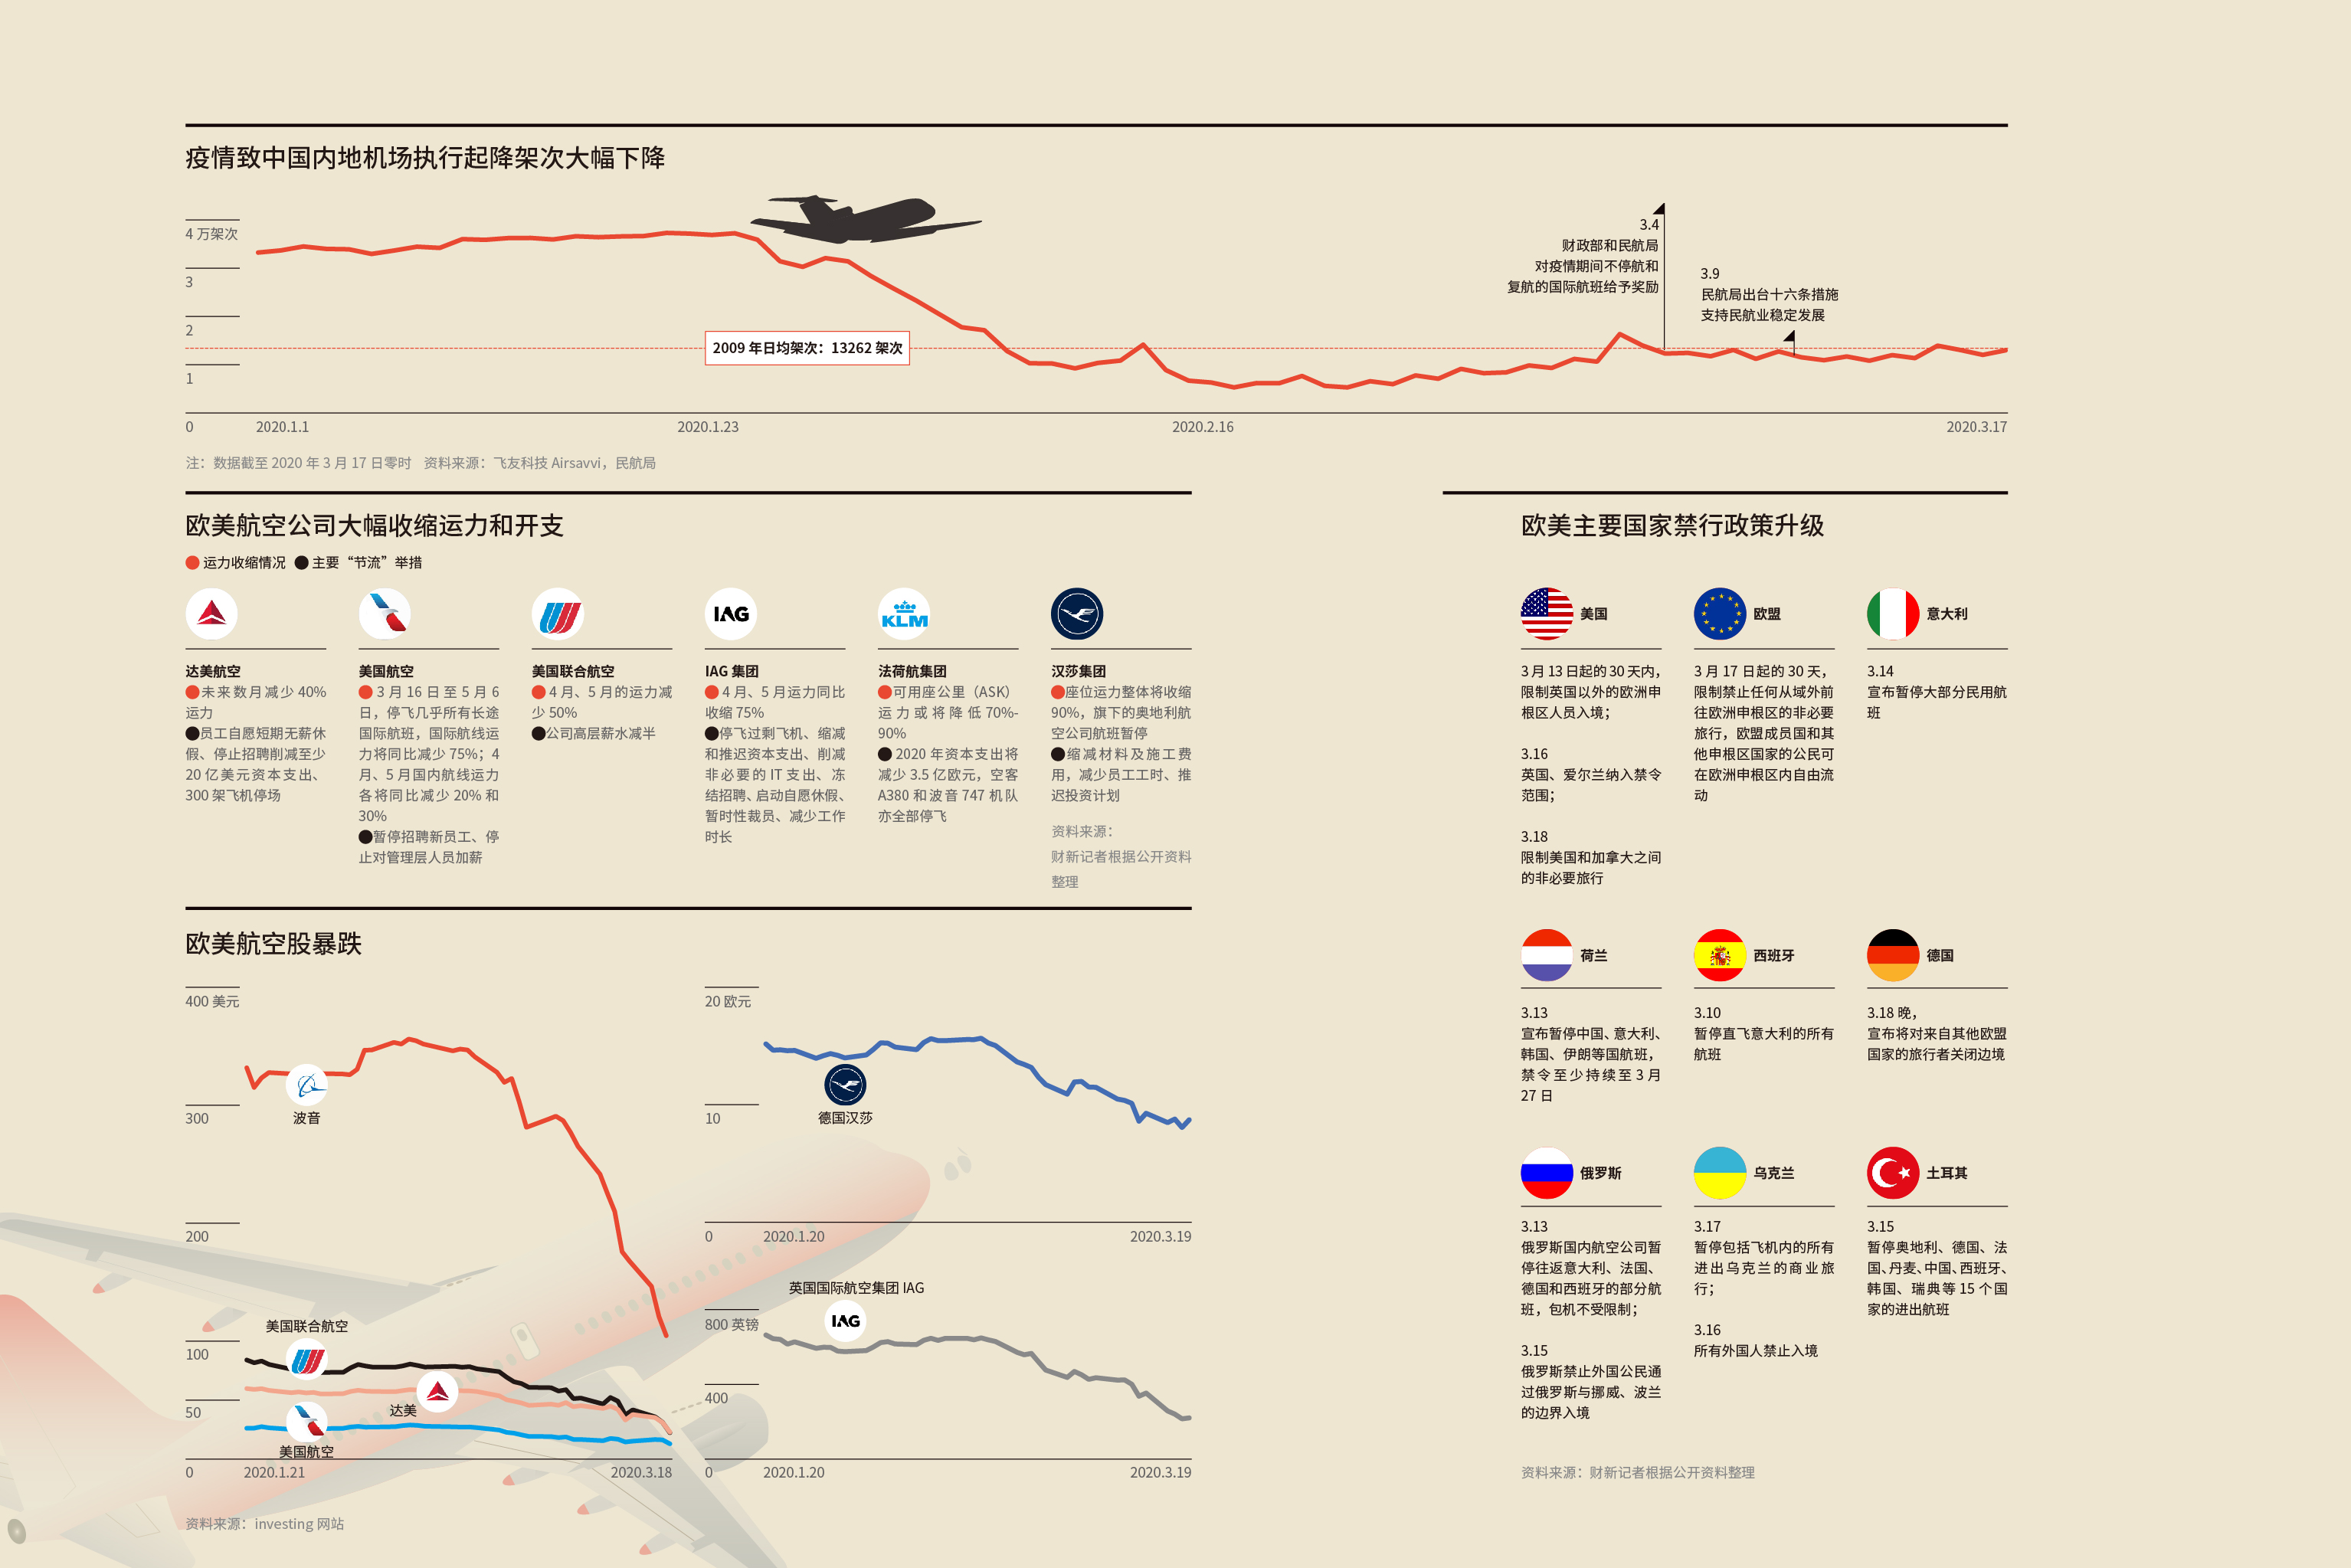 疫情致中国内地机场执行起降架次大幅下降
4 万架次
3
2
1
0
2009 年日均架次：13262 架次
3.4
财政部和民航局
对疫情期间不停航和
复航的国际航班给予奖励
3.9
民航局出台十六条措施
支持民航业稳定发展
2020.1.1
2020.1.23
2020.2.16
2020.3.17
注：数据截至 2020 年 3 月 17 日零时 资料来源：飞友科技 Airsavvi，民航局
欧美航空公司大幅收缩运力和开支
运力收缩情况 主要“节流”举措
达美航空
未来数月减少 40%
运力
员工自愿短期无薪休
假、停止招聘削减至少
20 亿美元资本支出、
300 架飞机停场
美国航空
3 月 16 日至 5 月 6
日，停飞几乎所有长途
国际航班，国际航线运
力将同比减少 75%；4
月、5 月国内航线运力
各将同比减少 20% 和
30%
暂停招聘新员工、停
止对管理层人员加薪
美国联合航空
4 月、5 月的运力减
少 50%
公司高层薪水减半
IAG
IAG 集团
4 月、5 月运力同比
收缩 75%
停飞过剩飞机、缩减
和推迟资本支出、削减
非必要的 IT 支出、冻
结招聘、启动自愿休假、
暂时性裁员、减少工作
时长
KLM
法荷航集团
可用座公里（ASK）
运力或将降低 70%-
90%
2020 年资本支出将
减少 3.5 亿欧元，空客
A380 和波音 747 机队
亦全部停飞
汉莎集团
座位运力整体将收缩
90%，旗下的奥地利航
空公司航班暂停
缩减材料及施工费
用，减少员工工时、推
迟投资计划
资料来源：
财新记者根据公开资料
整理
欧美航空股暴跌
400 美元
300
200
100
50
0
波音
美国联合航空
达美
美国航空
2020.1.21
2020.3.18
20 欧元
10
0
德国汉莎
2020.1.20
2020.3.19
英国国际航空集团 IAG
IAG
800 英镑
400
0
2020.1.20
2020.3.19
资料来源：investing 网站
欧美主要国家禁行政策升级
美国
3 月 13 日起的 30 天内，
限制英国以外的欧洲申
根区人员入境；
3.16
英国、爱尔兰纳入禁令
范围；
3.18
限制美国和加拿大之间
的非必要旅行
欧盟
3 月 17 日起的 30 天，
限制禁止任何从域外前
往欧洲申根区的非必要
旅行，欧盟成员国和其
他申根区国家的公民可
在欧洲申根区内自由流
动
意大利
3.14
宣布暂停大部分民用航
班
荷兰
3.13
宣布暂停中国、意大利、
韩国、伊朗等国航班，
禁令至少持续至 3 月
27 日
西班牙
3.10
暂停直飞意大利的所有
航班
德国
3.18 晚，
宣布将对来自其他欧盟
国家的旅行者关闭边境
俄罗斯
3.13
俄罗斯国内航空公司暂
停往返意大利、法国、
德国和西班牙的部分航
班，包机不受限制；
3.15
俄罗斯禁止外国公民通
过俄罗斯与挪威、波兰
的边界入境
乌克兰
3.17
暂停包括飞机内的所有
进出乌克兰的商业旅
行；
3.16
所有外国人禁止入境
土耳其
3.15
暂停奥地利、德国、法
国、丹麦、中国、西班牙、
韩国、瑞典等 15 个国
家的进出航班
资料来源：财新记者根据公开资料整理